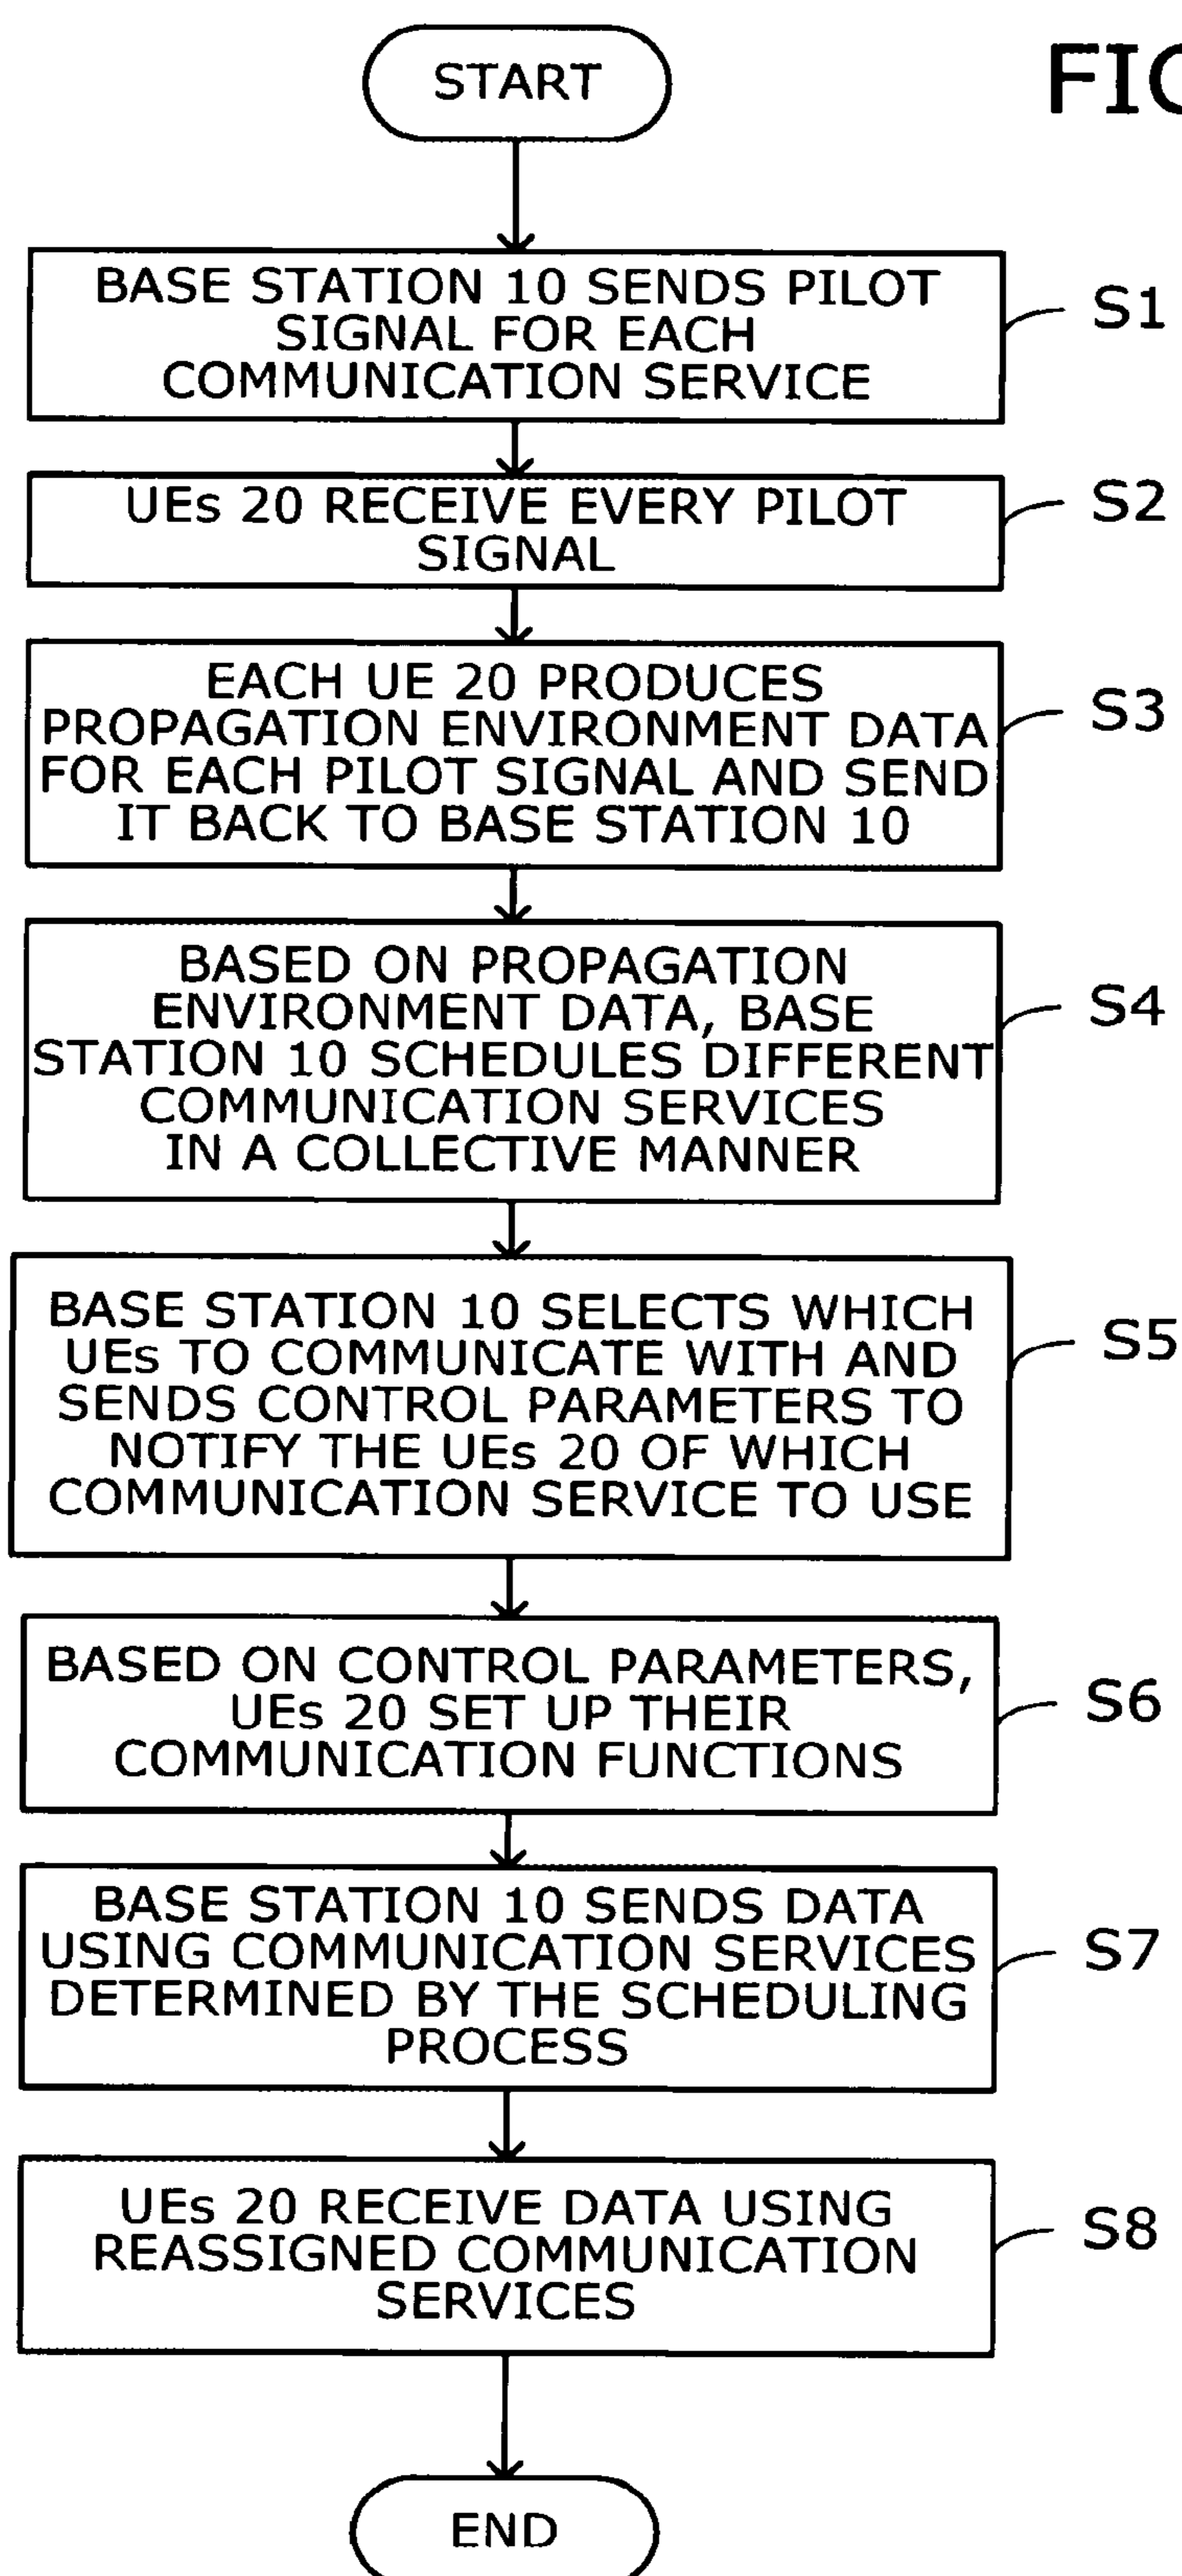 START
FIG
BASE STATION 10 SENDS PILOT
SIGNAL FOR EACH
COMMUNICATION SERVICE
S1
UEs 20 RECEIVE EVERY PILOT
SIGNAL
S2
EACH UE 20 PRODUCES
PROPAGATION ENVIRONMENT DATA
FOR EACH PILOT SIGNAL AND SEND
IT BACK TO BASE STATION 10
S3
BASED ON PROPAGATION
ENVIRONMENT DATA, BASE
STATION 10 SCHEDULES DIFFERENT
COMMUNICATION SERVICES
IN A COLLECTIVE MANNER
S4
BASE STATION 10 SELECTS WHICH
UEs TO COMMUNICATE WITH AND
SENDS CONTROL PARAMETERS TO
NOTIFY THE UEs 20 OF WHICH
COMMUNICATION SERVICE TO USE
S5
BASED ON CONTROL PARAMETERS,
UEs 20 SET UP THEIR
COMMUNICATION FUNCTIONS
S6
BASE STATION 10 SENDS DATA
USING COMMUNICATION SERVICES
DETERMINED BY THE SCHEDULING
PROCESS
S7
UEs 20 RECEIVE DATA USING
REASSIGNED COMMUNICATION
SERVICES
S8
END